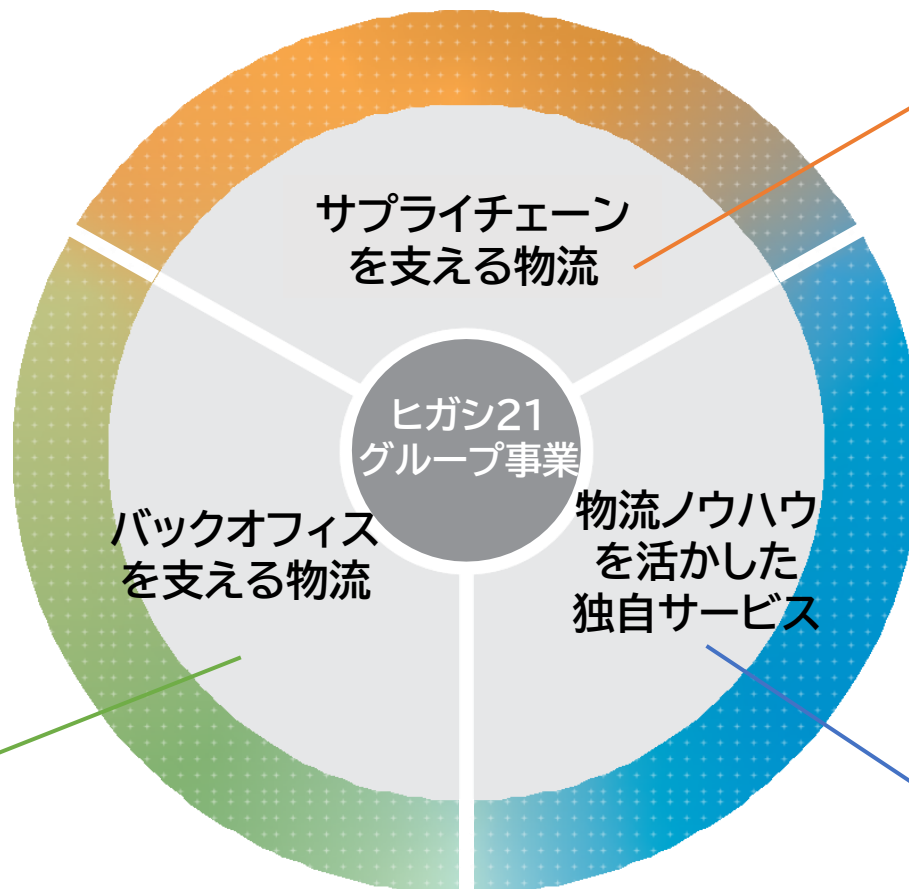 サプライチェーン
を支える物流
ヒガシ21
グループ事業
バックオフィス
を支える物流
物流ノウハウ
を活かした
独自サービス